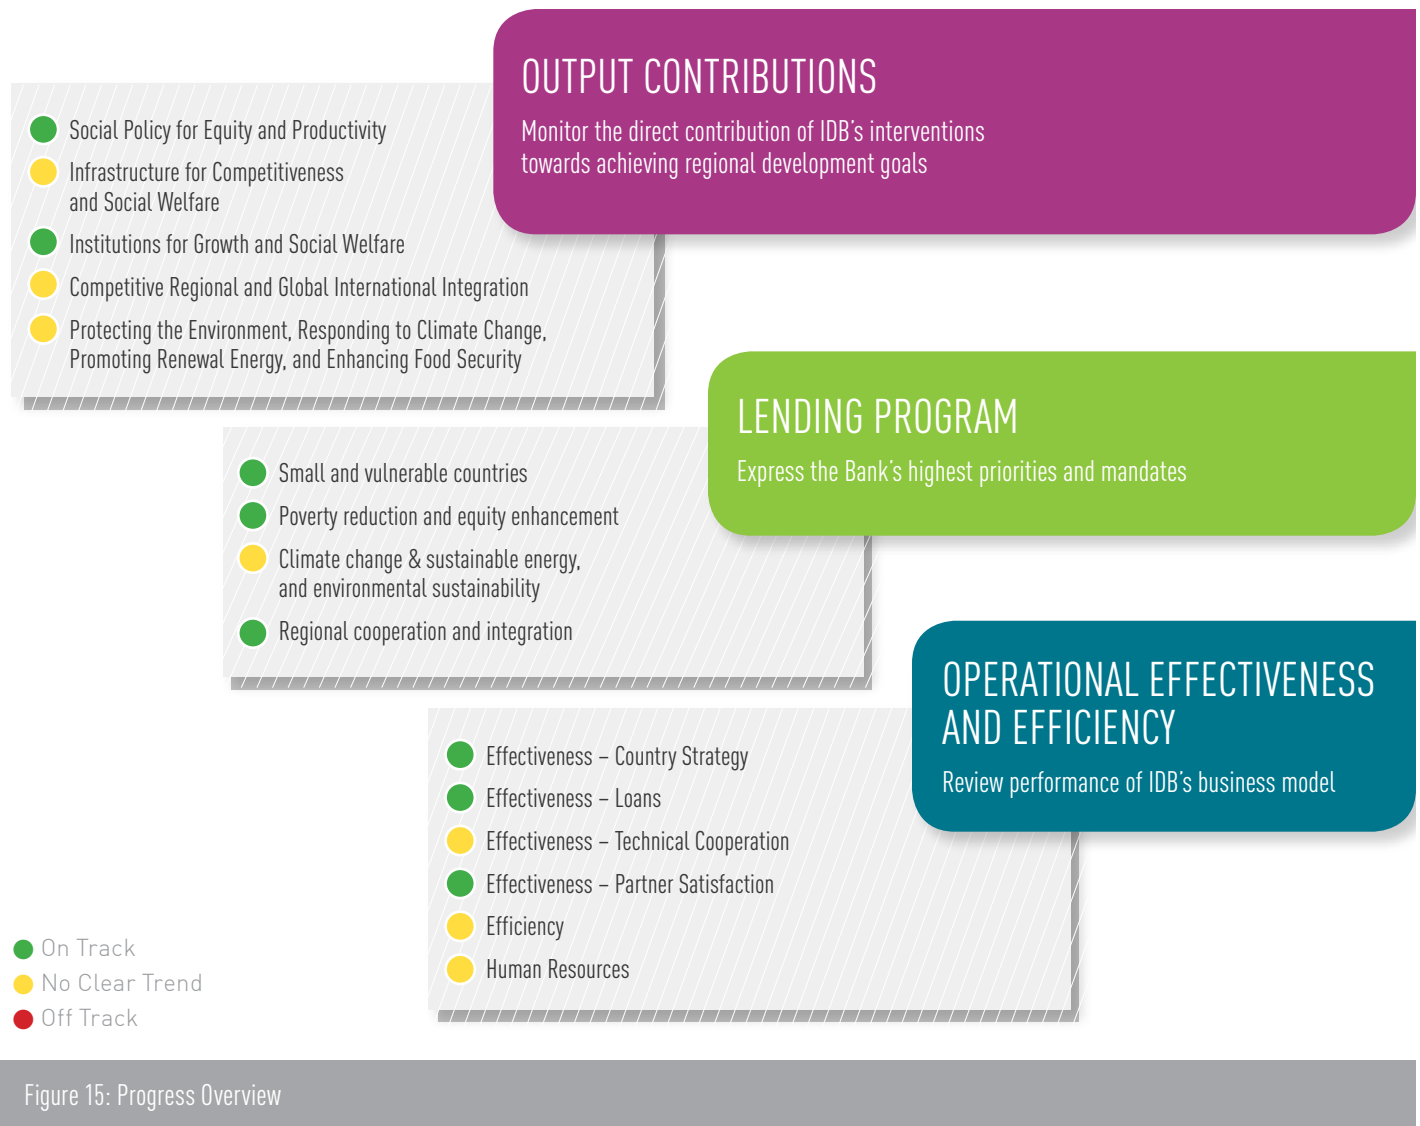 OUTPUT CONTRIBUTIONS
Monitor the direct contribution of IDB's interventions
towards achieving regional development goals
Social Policy for Equity and Productivity
Infrastructure for Competitiveness
and Social Welfare
Institutions for Growth and Social Welfare
Competitive Regional and Global International Integration
Protecting the Environment, Responding to Climate Change,
Promoting Renewal Energy, and Enhancing Food Security
LENDING PROGRAM
Express the Bank's highest priorities and mandates
Small and vulnerable countries
Poverty reduction and equity enhancement
Climate change & sustainable energy,
and environmental sustainability
Regional cooperation and integration
OPERATIONAL EFFECTIVENESS
AND EFFICIENCY
Review performance of IDB's business model
Effectiveness – Country Strategy
Effectiveness – Loans
Effectiveness – Technical Cooperation
Effectiveness – Partner Satisfaction
Efficiency
Human Resources
On Track
No Clear Trend
Off Track
Figure 15: Progress Overview